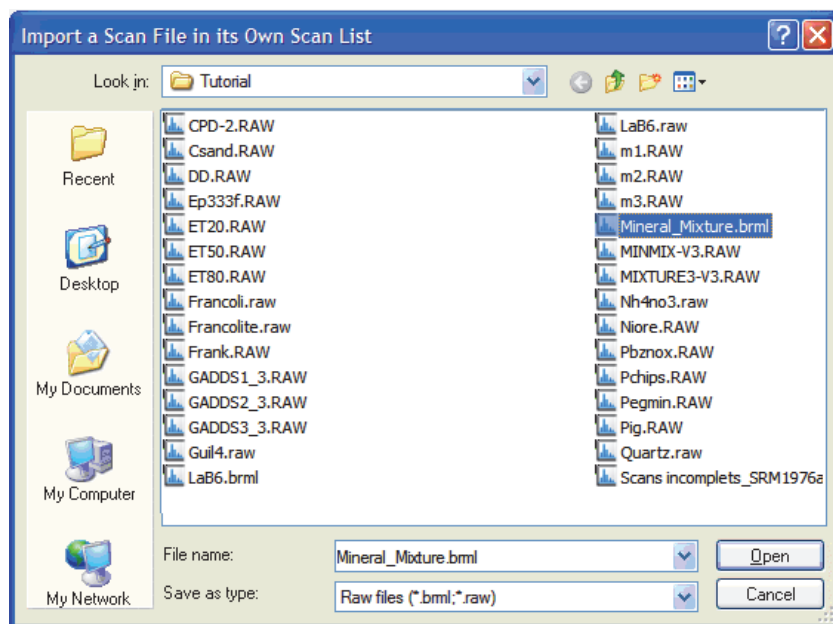 Import a Scan File in its Own Scan List
Look in: Tutorial
Recent
Desktop
My Documents
My Computer
My Network
CPD-2.RAW
Csand.RAW
DD.RAW
Ep333f.RAW
ET20.RAW
ET50.RAW
ET80.RAW
Francoli.raw
Francolite.raw
Frank.RAW
GADDS1_3.RAW
GADDS2_3.RAW
GADDS3_3.RAW
Guil4.raw
LaB6.brml
LaB6.raw
m1.RAW
m2.RAW
m3.RAW
Mineral_Mixture.brml
MINMIX-V3.RAW
MIXTURE3-V3.RAW
Nh4no3.raw
Niore.RAW
Pbznox.RAW
Pchips.RAW
Pegmin.RAW
Pig.RAW
Quartz.raw
Scans incomplets_SRM1976a
File name: Mineral_Mixture.brml Open
Save as type: Raw files (*.brml;*.raw) Cancel